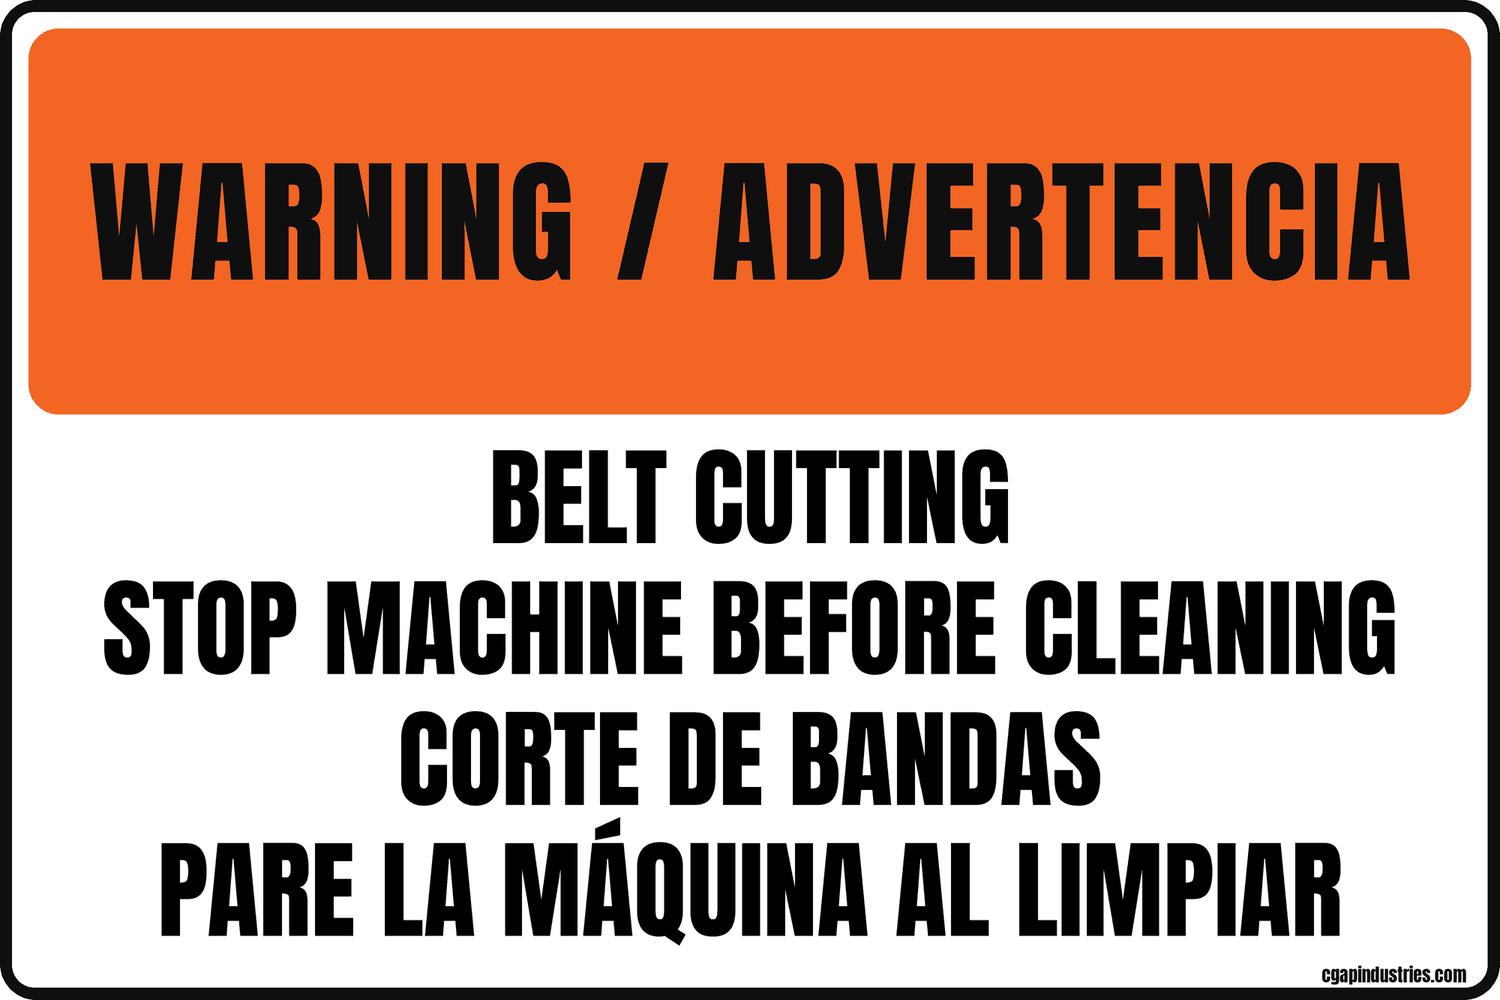 WARNING / ADVERTENCIA
BELT CUTTING
STOP MACHINE BEFORE CLEANING
CORTE DE BANDAS
PARE LA MÁQUINA AL LIMPIAR
cgapindustries.com